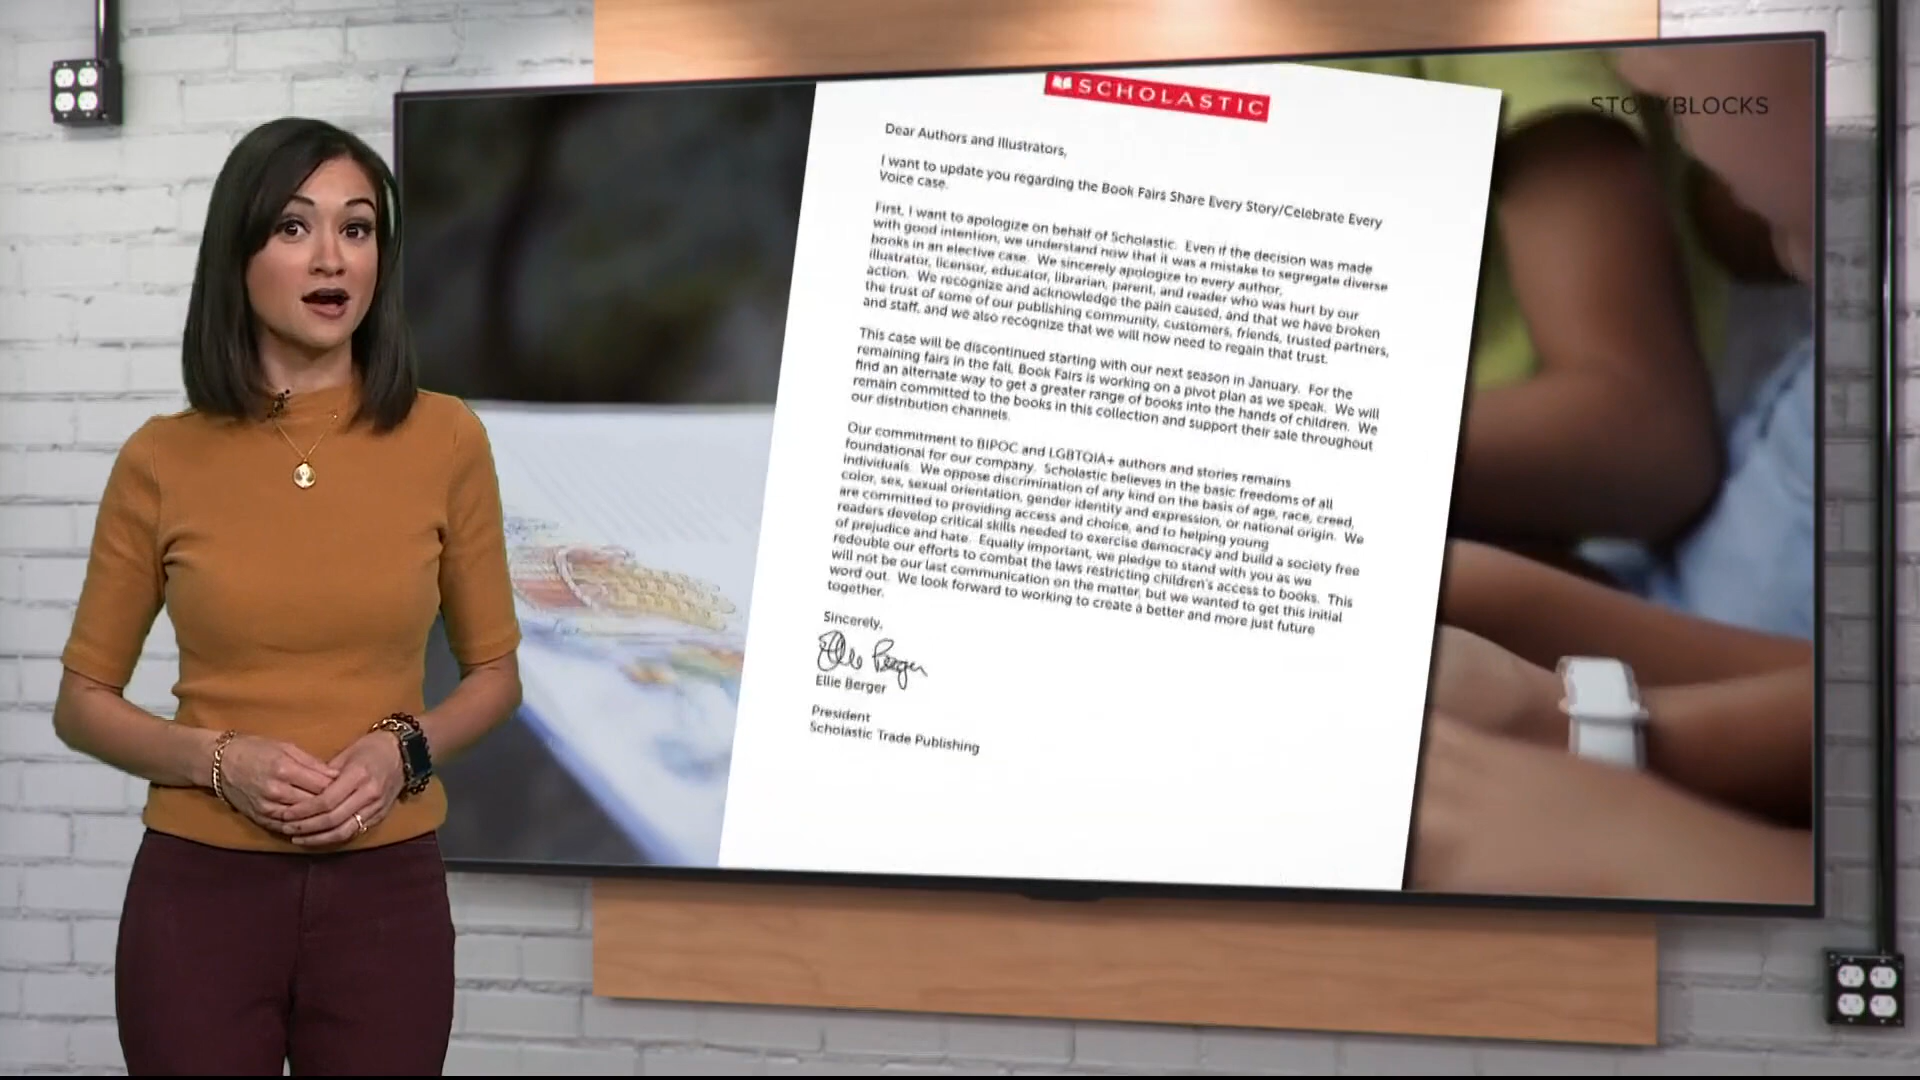 SCHOLASTIC
STORYBLOCKS
Dear Authors and Illustrators,
I want to update you regarding the Book Fairs Share Every Story/Celebrate Every
Voice case.
First, I want to apologize on behalf of Scholastic. Even if the decision was made
with good intention, we understand now that it was a mistake to segregate diverse
books in an elective case. We sincerely apologize to every author,
illustrator, licensor, educator, librarian, parent, and reader who was hurt by our
action. We recognize and acknowledge the pain caused, and that we have broken
the trust of some of our publishing community, customers, friends, trusted partners,
and staff, and we also recognize that we will now need to regain that trust.
This case will be discontinued starting with our next season in January. For the
remaining fairs in the fall, Book Fairs is working on a pivot plan as we speak. We will
find an alternate way to get a greater range of books into the hands of children. We
remain committed to the books in this collection and support their sale throughout
our distribution channels.
Our commitment to BIPOC and LGBTQIA+ authors and stories remains
foundational for our company. Scholastic believes in the basic freedoms of all
individuals. We oppose discrimination of any kind on the basis of age, race, creed,
color, sex, sexual orientation, gender identity and expression, or national origin. We
are committed to providing access and choice, and to helping young
readers develop critical skills needed to exercise democracy and build a society free
of prejudice and hate. Equally important, we pledge to stand with you as we
redouble our efforts to combat the laws restricting children's access to books. This
will not be our last communication on the matter, but we wanted to get this initial
word out. We look forward to working to create a better and more just future
together.
Sincerely,
Ellie Berger
Ellie Berger
President
Scholastic Trade Publishing